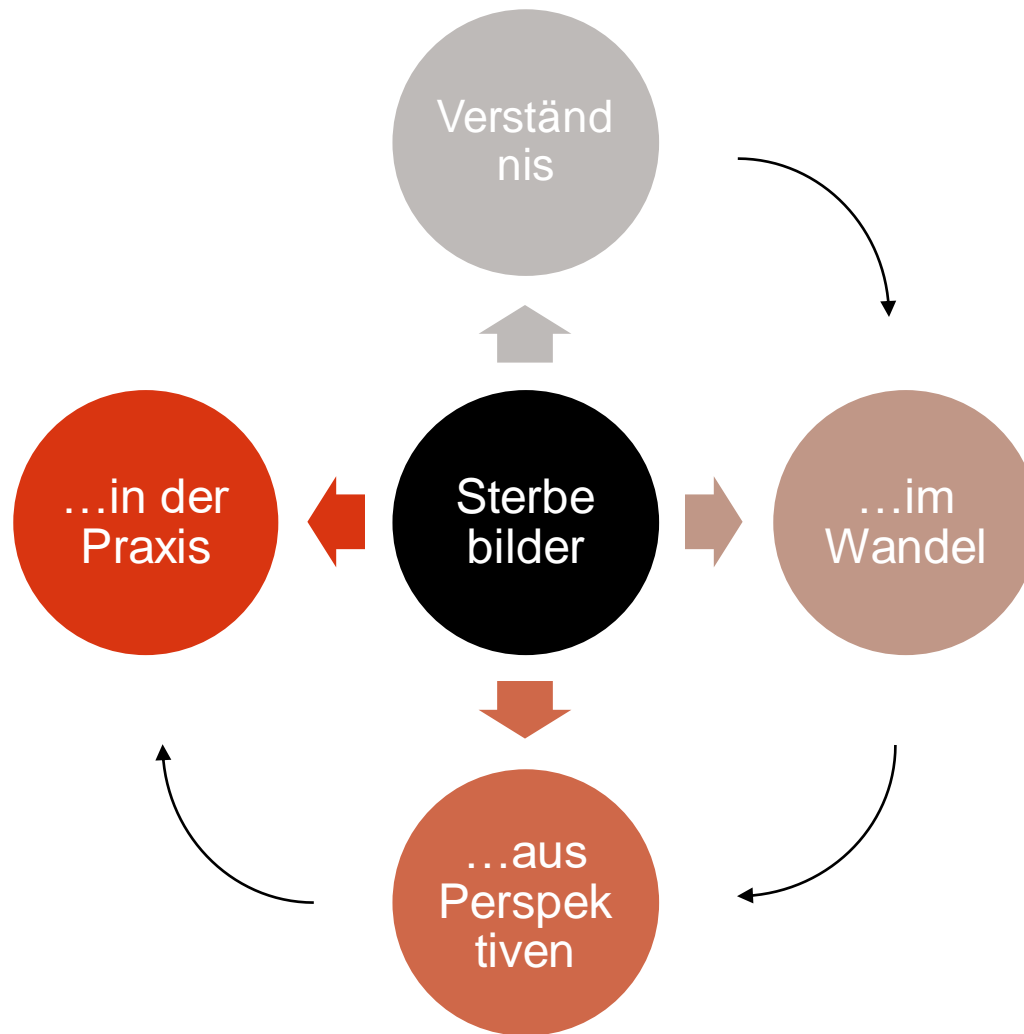 Verständ
nis
…in der
Praxis
Sterbe
bilder
…im
Wandel
…aus
Perspek
tiven